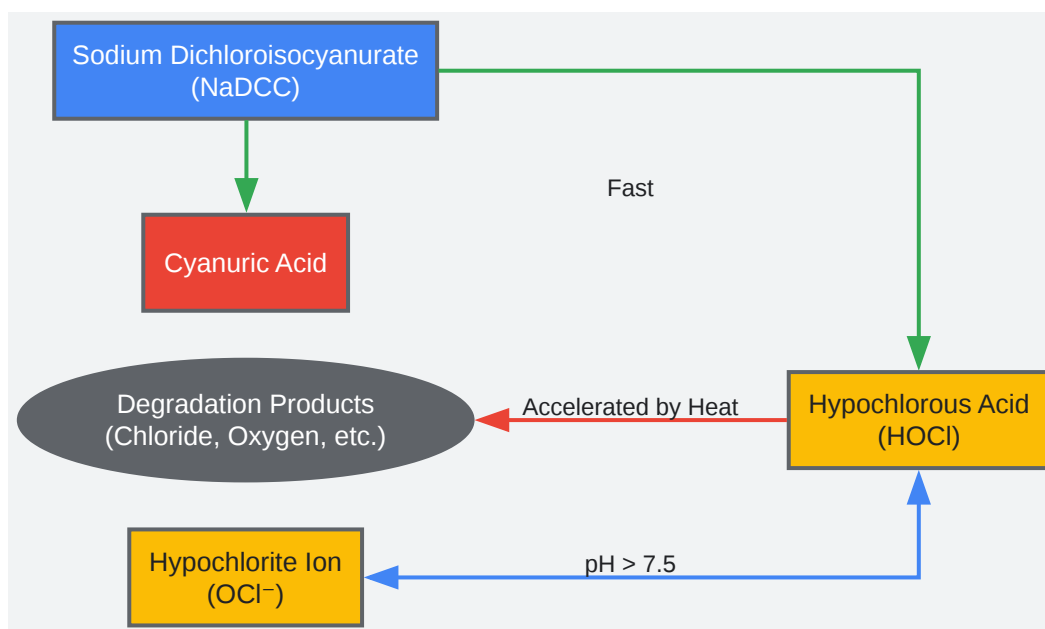 Sodium Dichloroisocyanurate
(NaDCC)
Fast
Cyanuric Acid
Degradation Products
(Chloride, Oxygen, etc.)
Accelerated by Heat
Hypochlorous Acid
(HOCl)
Hypochlorite Ion
(OCl⁻)
pH > 7.5